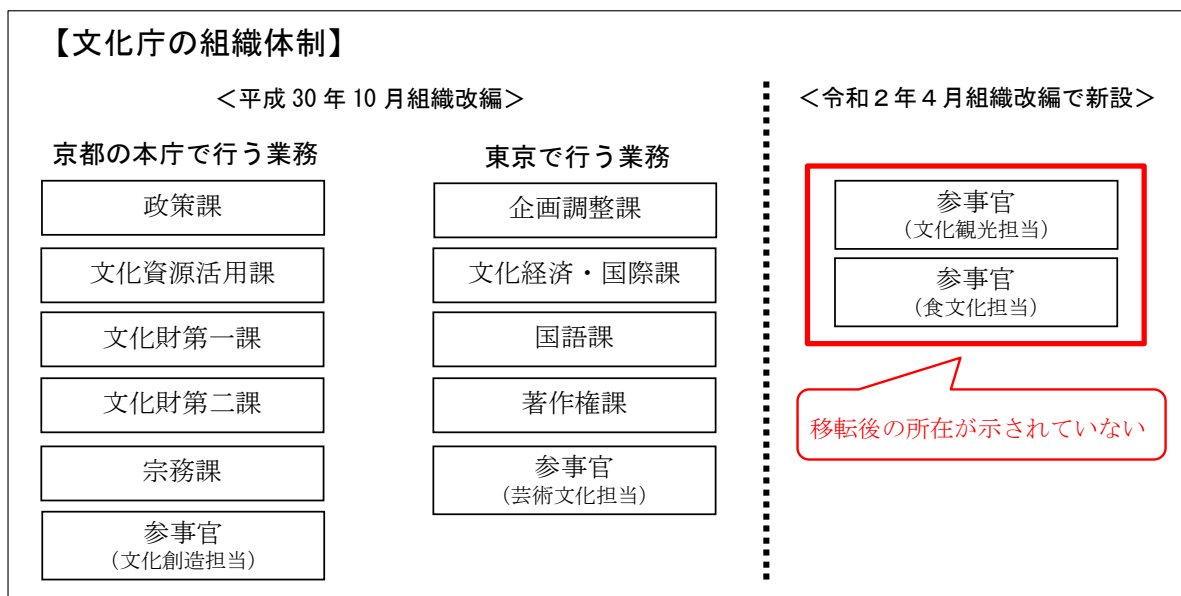 【文化庁の組織体制】
＜平成30年10月組織改編＞
京都の本庁で行う業務
政策課
文化資源活用課
文化財第一課
文化財第二課
宗務課
参事官
（文化創造担当）
東京で行う業務
企画調整課
文化経済・国際課
国語課
著作権課
参事官
（芸術文化担当）
＜令和２年４月組織改編で新設＞
参事官
（文化観光担当）
参事官
（食文化担当）
移転後の所在が示されていない